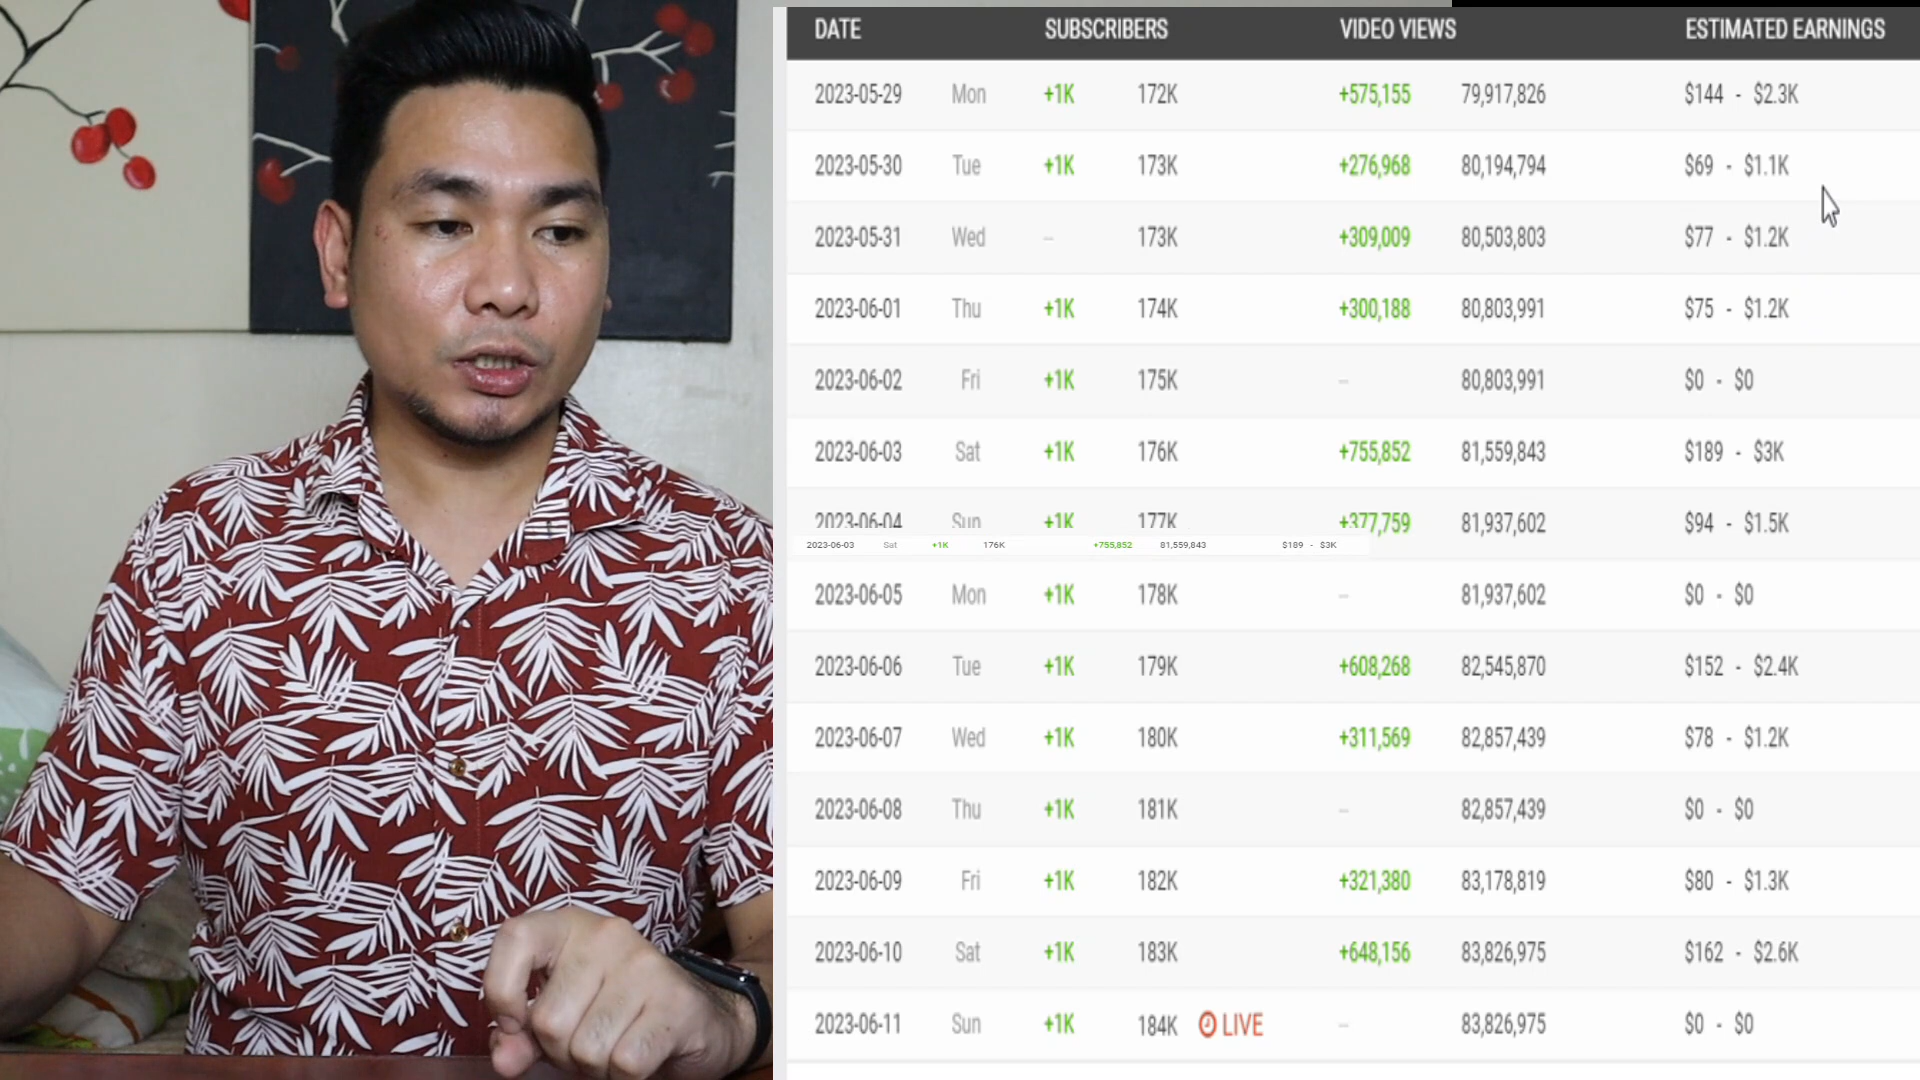 DATE SUBSCRIBERS VIDEO VIEWS ESTIMATED EARNINGS
2023-05-29 Mon +1K 172K +575,155 79,917,826 $144 - $2.3K
2023-05-30 Tue +1K 173K +276,968 80,194,794 $69 - $1.1K
2023-05-31 Wed -- 173K +309,009 80,503,803 $77 - $1.2K
2023-06-01 Thu +1K 174K +300,188 80,803,991 $75 - $1.2K
2023-06-02 Fri +1K 175K -- 80,803,991 $0 - $0
2023-06-03 Sat +1K 176K +755,852 81,559,843 $189 - $3K
2023-06-04 Sun +1K 177K +377,759 81,937,602 $94 - $1.5K
2023-06-03 Sat +1K 176K +755,852 81,559,843 $189 - $3K
2023-06-05 Mon +1K 178K -- 81,937,602 $0 - $0
2023-06-06 Tue +1K 179K +608,268 82,545,870 $152 - $2.4K
2023-06-07 Wed +1K 180K +311,569 82,857,439 $78 - $1.2K
2023-06-08 Thu +1K 181K -- 82,857,439 $0 - $0
2023-06-09 Fri +1K 182K +321,380 83,178,819 $80 - $1.3K
2023-06-10 Sat +1K 183K +648,156 83,826,975 $162 - $2.6K
2023-06-11 Sun +1K 184K LIVE -- 83,826,975 $0 - $0